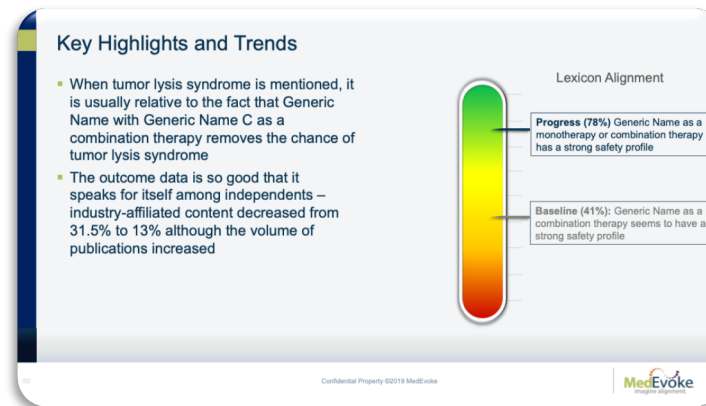 Key Highlights and Trends
When tumor lysis syndrome is mentioned, it
is usually relative to the fact that Generic
Name with Generic Name C as a
combination therapy removes the chance of
tumor lysis syndrome
The outcome data is so good that it
speaks for itself among independents –
industry-affiliated content decreased from
31.5% to 13% although the volume of
publications increased
Lexicon Alignment
Progress (78%) Generic Name as a
monotherapy or combination therapy
has a strong safety profile
Baseline (41%): Generic Name as a
combination therapy seems to have a
strong safety profile
Confidential Property ©2019 MedEvoke
MedEvoke
imagine alignment.